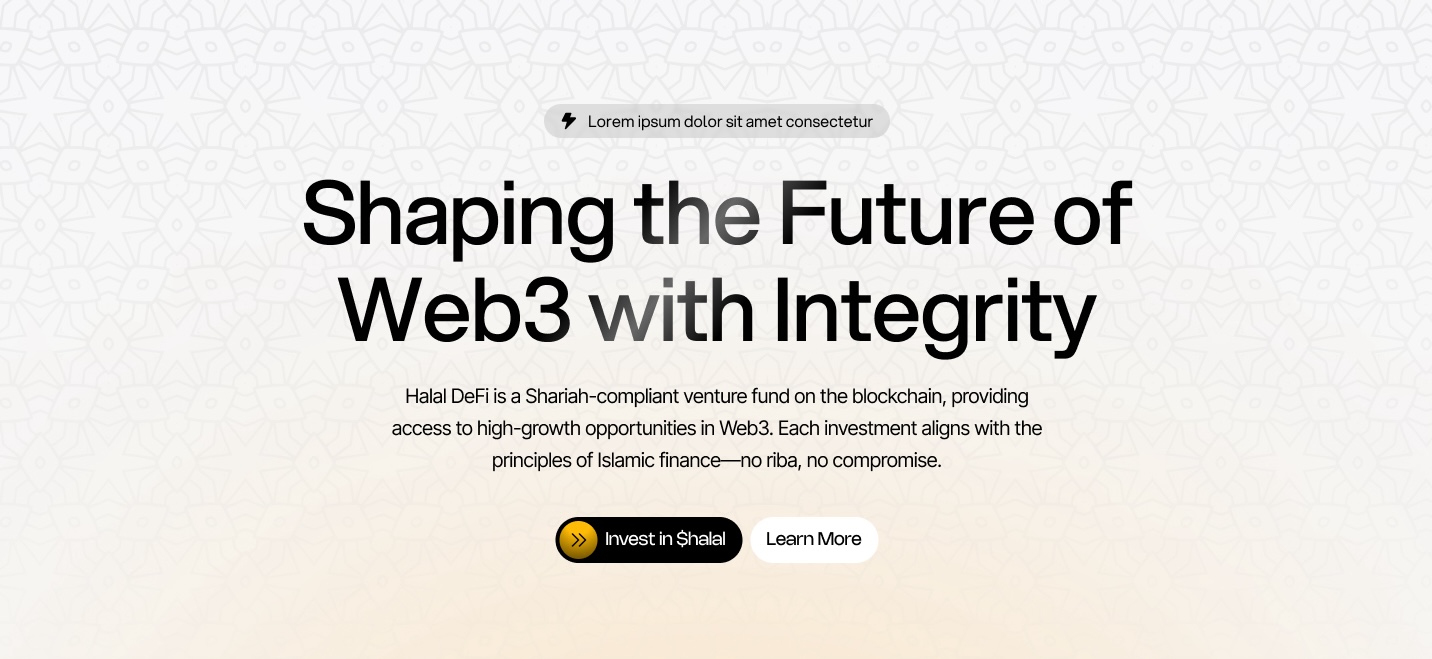 Lorem ipsum dolor sit amet consectetur
Shaping the Future of
Web3 with Integrity
Halal DeFi is a Shariah-compliant venture fund on the blockchain, providing
access to high-growth opportunities in Web3. Each investment aligns with the
principles of Islamic finance—no riba, no compromise.
Invest in $halal
Learn More